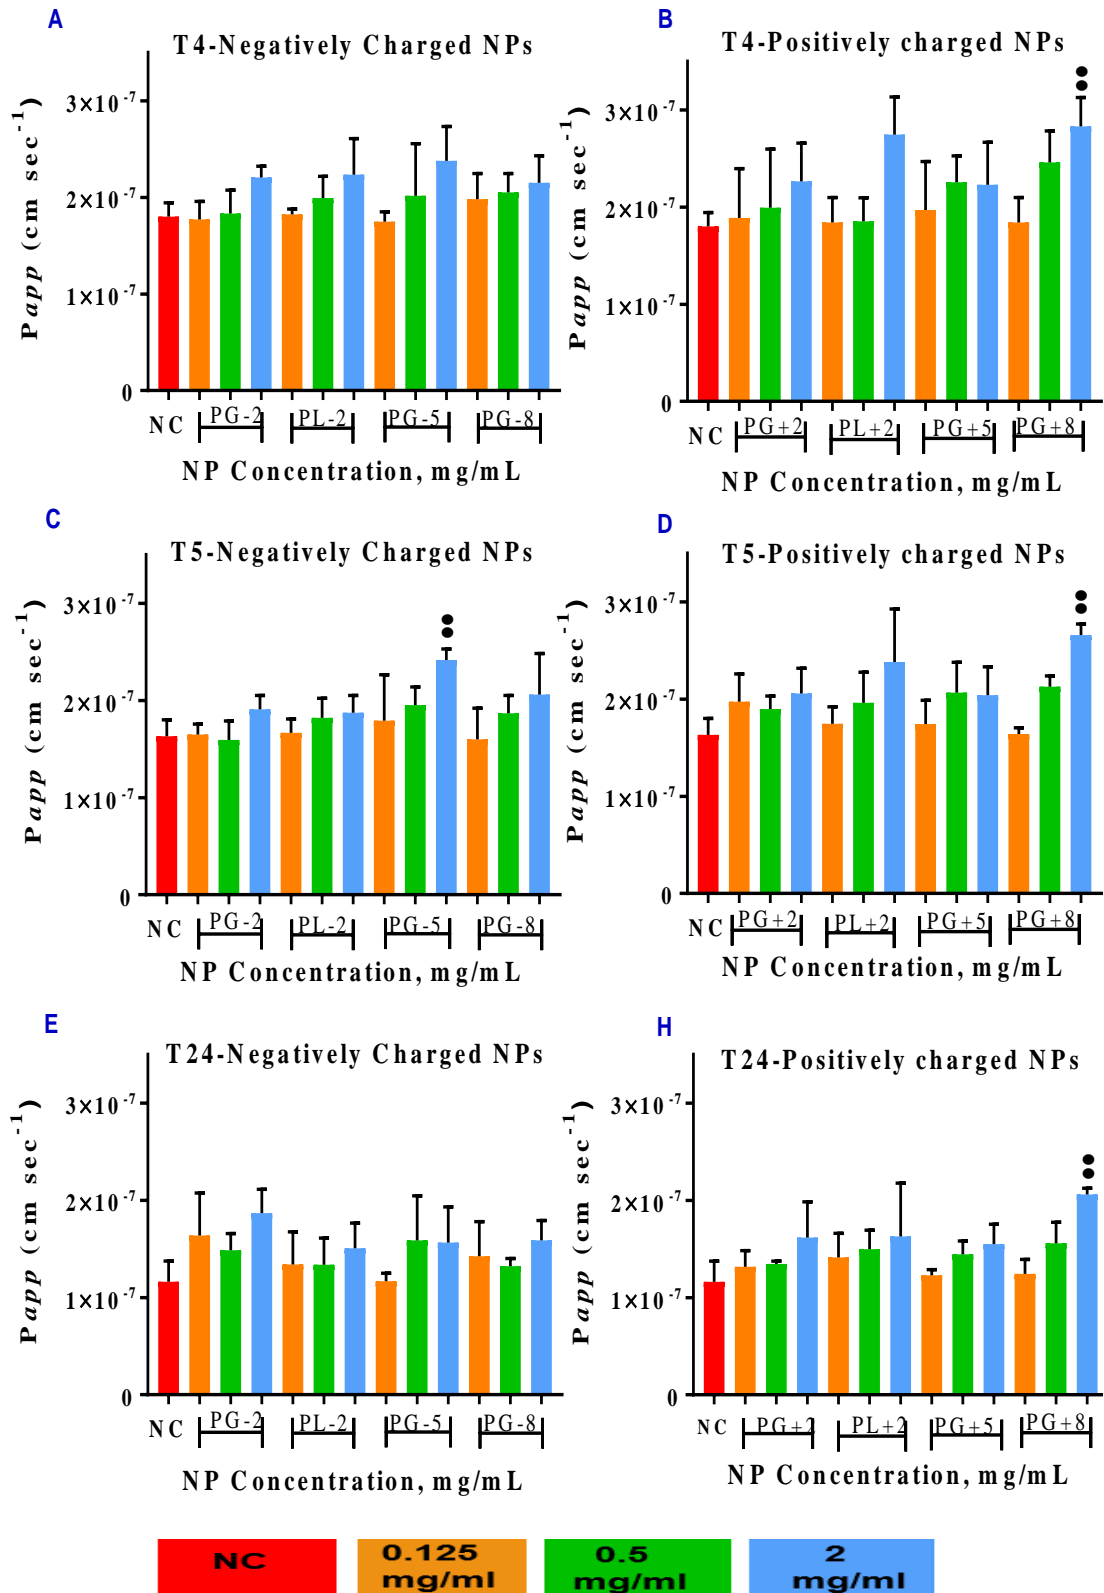 A
T4-Negatively Charged NPs
Papp (cm sec⁻¹)
3×10⁻⁷
2×10⁻⁷
1×10⁻⁷
0
NC PG-2 PL-2 PG-5 PG-8
NP Concentration, mg/mL
B
T4-Positively charged NPs
Papp (cm sec⁻¹)
3×10⁻⁷
2×10⁻⁷
1×10⁻⁷
0
NC PG+2 PL+2 PG+5 PG+8
NP Concentration, mg/mL
C
T5-Negatively Charged NPs
Papp (cm sec⁻¹)
3×10⁻⁷
2×10⁻⁷
1×10⁻⁷
0
NC PG-2 PL-2 PG-5 PG-8
NP Concentration, mg/mL
D
T5-Positively charged NPs
Papp (cm sec⁻¹)
3×10⁻⁷
2×10⁻⁷
1×10⁻⁷
0
NC PG+2 PL+2 PG+5 PG+8
NP Concentration, mg/mL
E
T24-Negatively Charged NPs
Papp (cm sec⁻¹)
3×10⁻⁷
2×10⁻⁷
1×10⁻⁷
0
NC PG-2 PL-2 PG-5 PG-8
NP Concentration, mg/mL
H
T24-Positively charged NPs
Papp (cm sec⁻¹)
3×10⁻⁷
2×10⁻⁷
1×10⁻⁷
0
NC PG+2 PL+2 PG+5 PG+8
NP Concentration, mg/mL
NC
0.125
mg/ml
0.5
mg/ml
2
mg/ml